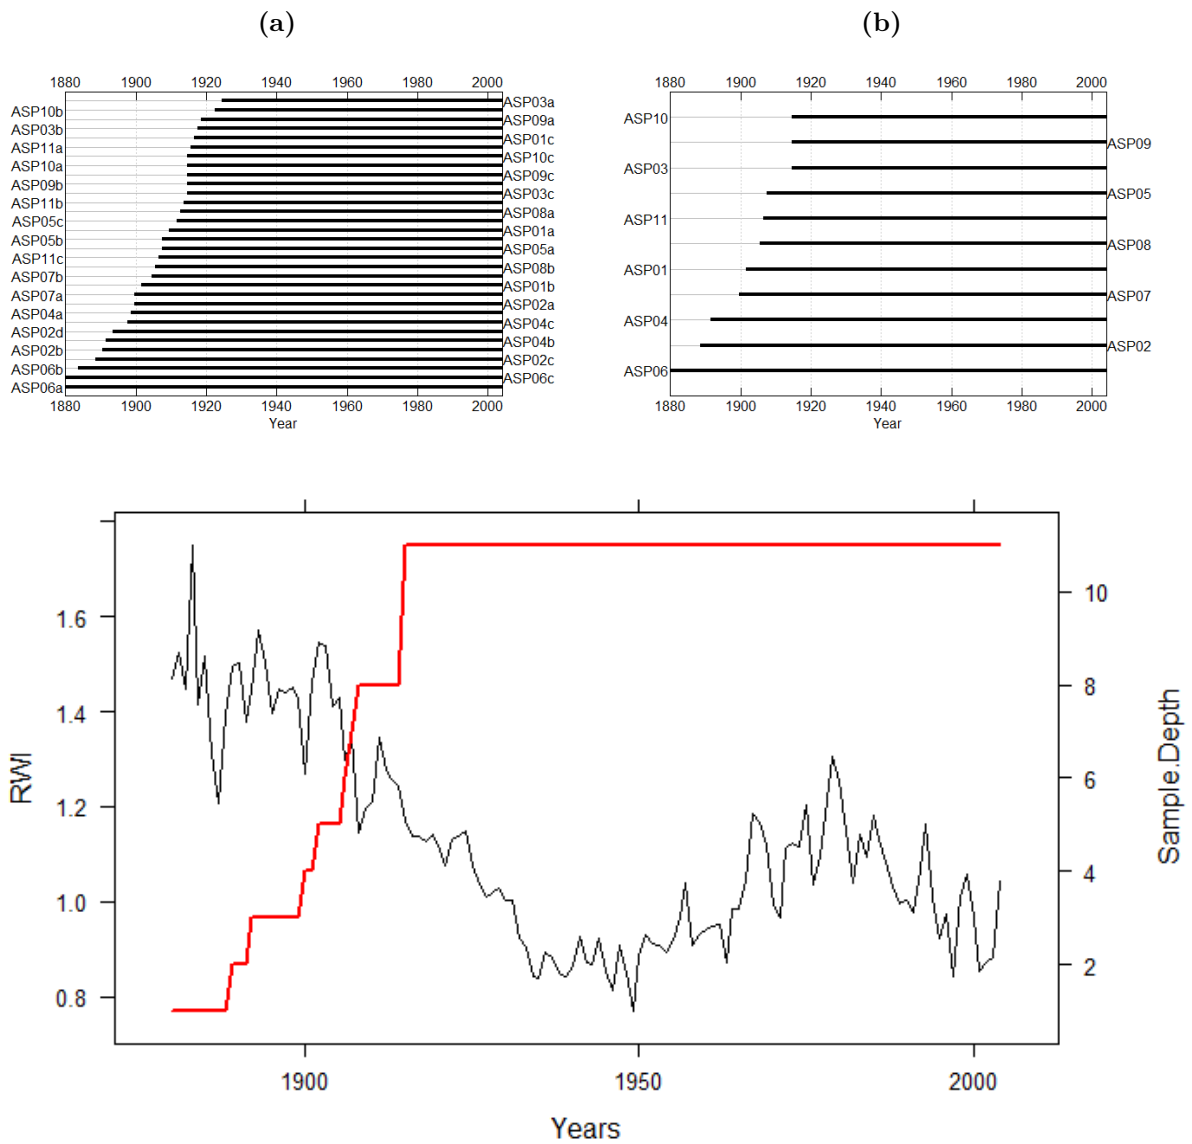 (a) (b)
1880 1900 1920 1940 1960 1980 2000
ASP03a
ASP10b
ASP09a
ASP03b
ASP01c
ASP11a
ASP10c
ASP10a
ASP09c
ASP09b
ASP03c
ASP11b
ASP08a
ASP05c
ASP01a
ASP05b
ASP05a
ASP11c
ASP08b
ASP07b
ASP01b
ASP07a
ASP02a
ASP04a
ASP04c
ASP02d
ASP04b
ASP02b
ASP02c
ASP06b
ASP06c
ASP06a
1880 1900 1920 1940 1960 1980 2000
Year
1880 1900 1920 1940 1960 1980 2000
ASP10
ASP09
ASP03
ASP05
ASP11
ASP08
ASP01
ASP07
ASP04
ASP02
ASP06
1880 1900 1920 1940 1960 1980 2000
Year
RWI
1.6
1.4
1.2
1.0
0.8
10
8
6
4
2
Sample.Depth
1900 1950 2000
Years